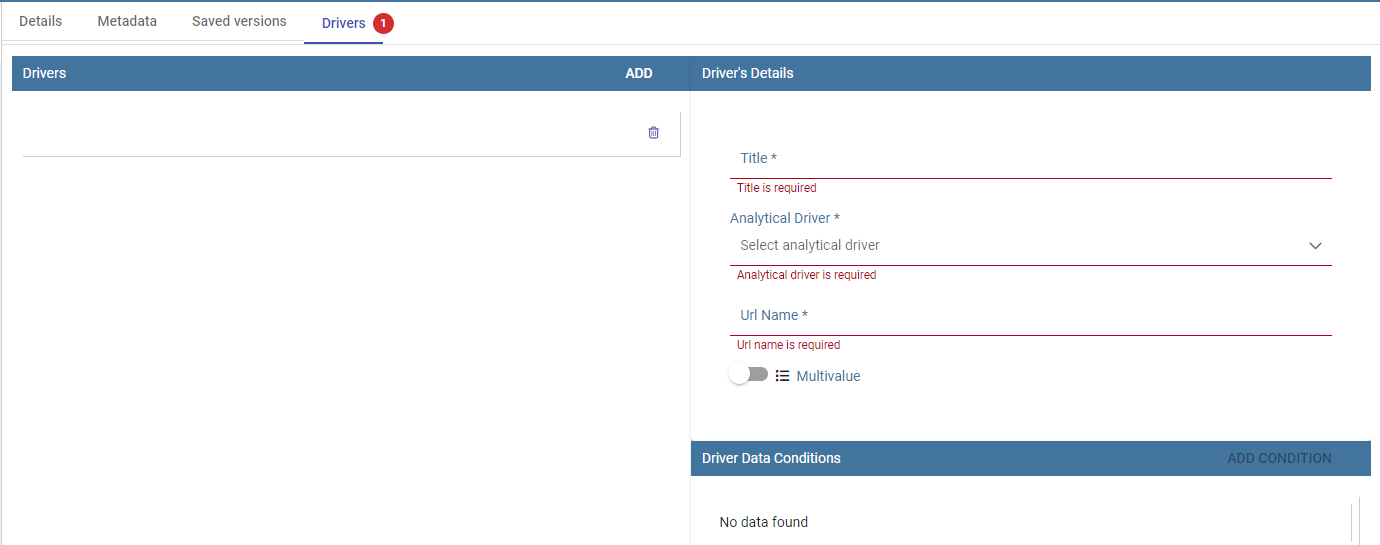 Details Metadata Saved versions Drivers 1
Drivers ADD
Driver's Details
Title *
Title is required
Analytical Driver *
Select analytical driver
Analytical driver is required
Url Name *
Url name is required
Multivalue
Driver Data Conditions ADD CONDITION
No data found